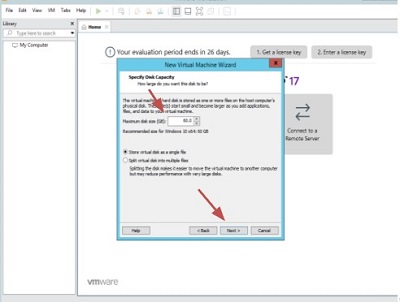 File Edit View VM Tabs Help
Library
Type here to search
My Computer
Home
Your evaluation period ends in 26 days.
1. Get a license key
2. Enter a license key
17
Connect to a
Remote Server
New Virtual Machine Wizard
Specify Disk Capacity
How large do you want this disk to be?
The virtual machine's hard disk is stored as one or more files on the host computer's
physical disk. These file(s) start small and become larger as you add applications,
files, and data to your virtual machine.
Maximum disk size (GB):
60.0
Recommended size for Windows 10 x64: 60 GB
Store virtual disk as a single file
Split virtual disk into multiple files
Splitting the disk makes it easier to move the virtual machine to another computer
but may reduce performance with very large disks.
Help
< Back
Next >
Cancel
vmware